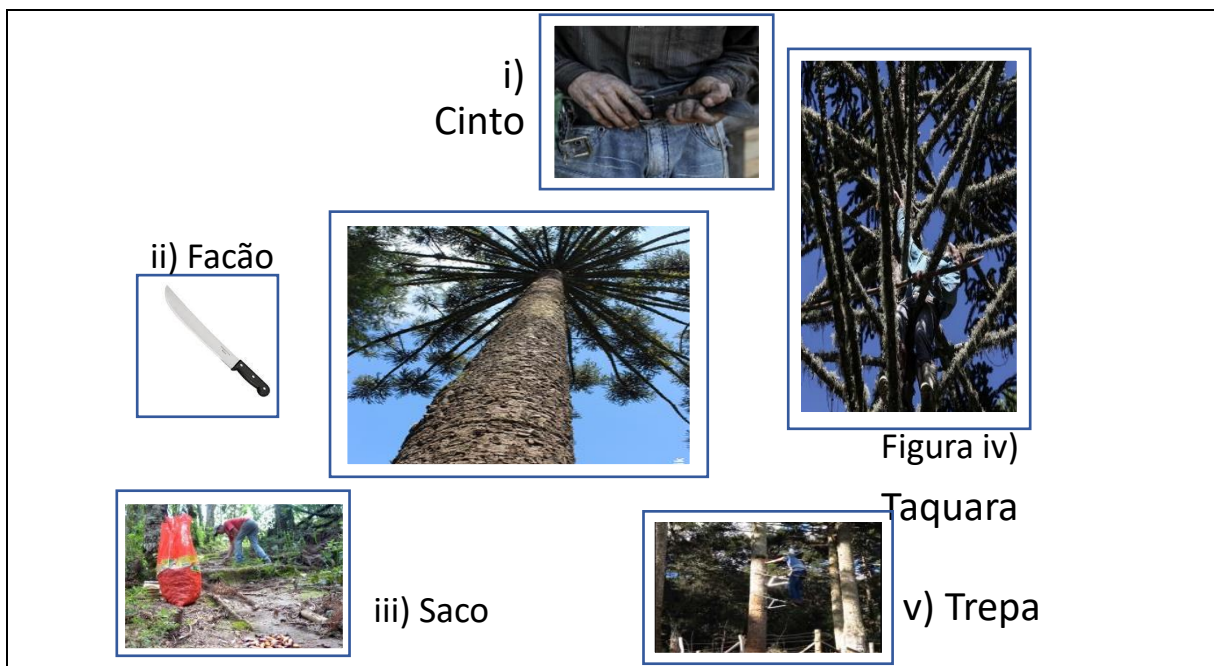 i)
Cinto
ii) Facão
Figura iv)
Taquara
iii) Saco
v) Trepa